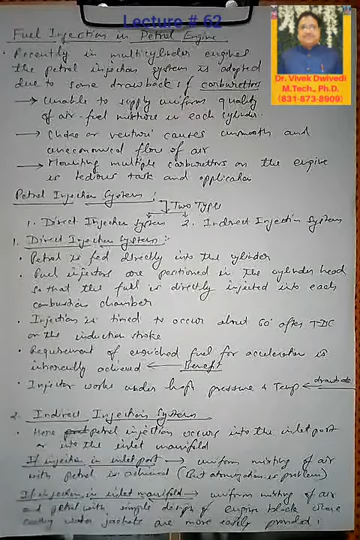 Lecture # 62
Fuel Injection in Petrol Engine
Dr. Vivek Dwivedi
M.Tech., Ph.D.
(831-873-8909)
• Recently in multicylinder engines
the petrol injection system is adopted
due to some drawbacks of carburettors
→ Unable to supply uniform quality
of air-fuel mixture in each cylinder.
→ Choke or venturi causes unsmooth and
uneconomical flow of air
→ Mounting multiple carburettors on the engine
is tedious task and application
Petrol Injection System :
Two Types
1. Direct Injection System 2. Indirect Injection System
1. Direct Injection System :-
• Petrol is fed directly into the cylinder
• Fuel injectors are positioned in the cylinder head
so that the fuel is directly injected into each
combustion chamber
• Injection is timed to occur about 60° after TDC
on the induction stroke
• Requirement of enriched fuel for acceleration is
achieved ← Benefit
• Injector works under high pressure & Temp ← drawback
2. Indirect Injection System
• Here petrol injection occurs into the inlet port
or into the inlet manifold
If injection in inlet port → uniform mixing of air
with petrol is achieved (But atomization is problem)
If injection in inlet manifold → uniform mixing of air
and petrol with simple design of engine block where
cooling water jackets are more easily provided.